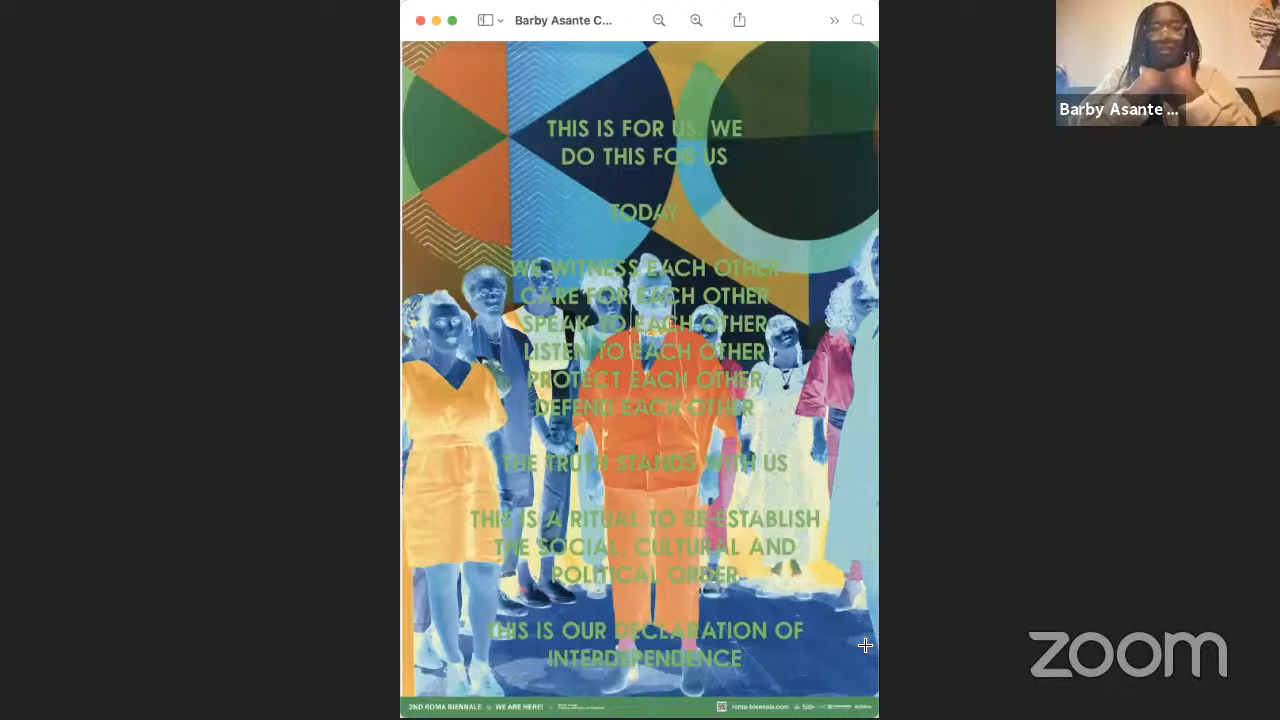 Barby Asante C...
THIS IS FOR US. WE
DO THIS FOR US
TODAY
WE WITNESS EACH OTHER
CARE FOR EACH OTHER
SPEAK TO EACH OTHER
LISTEN TO EACH OTHER
PROTECT EACH OTHER
DEFEND EACH OTHER
THE TRUTH STANDS WITH US
THIS IS A RITUAL TO RE-ESTABLISH
THE SOCIAL, CULTURAL AND
POLITICAL ORDER
THIS IS OUR DECLARATION OF
INTERDEPENDENCE
2ND ROMA BIENNALE WE ARE HERE!
roma-biennale.com
Barby Asante ...
zoom